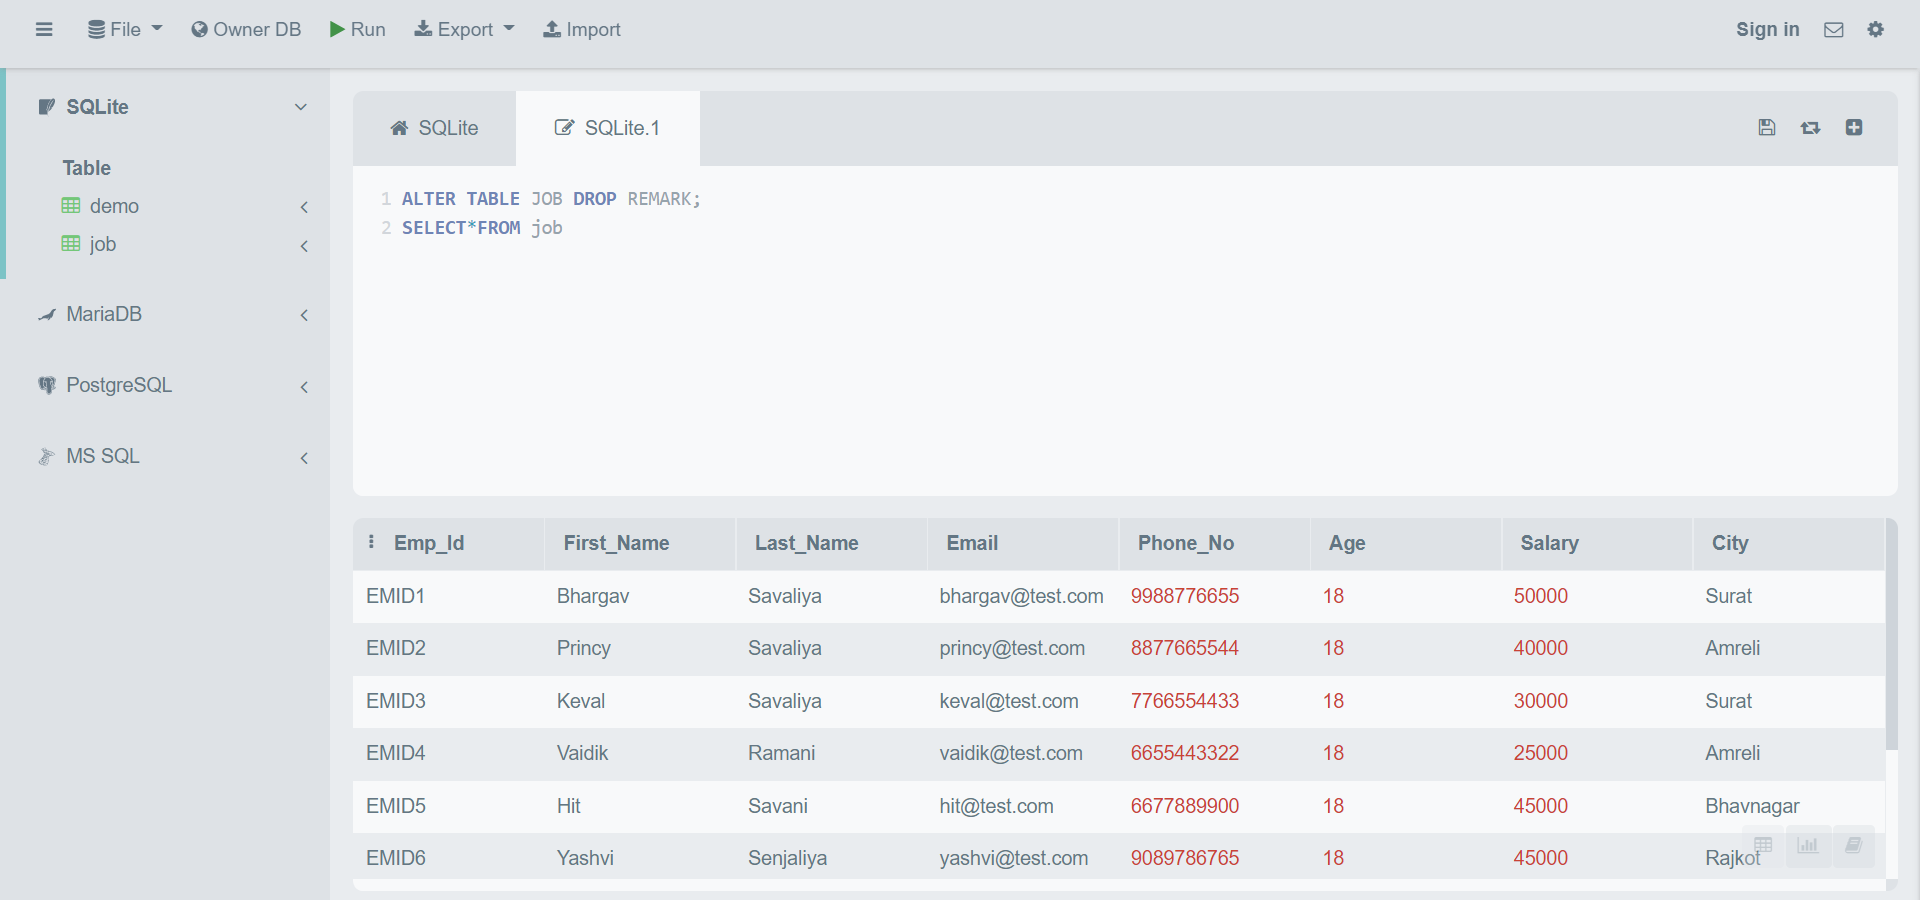 File Owner DB Run Export Import Sign in
SQLite
Table
demo
job
MariaDB
PostgreSQL
MS SQL
SQLite SQLite.1
1 ALTER TABLE JOB DROP REMARK;
2 SELECT*FROM job
Emp_Id First_Name Last_Name Email Phone_No Age Salary City
EMID1 Bhargav Savaliya bhargav@test.com 9988776655 18 50000 Surat
EMID2 Princy Savaliya princy@test.com 8877665544 18 40000 Amreli
EMID3 Keval Savaliya keval@test.com 7766554433 18 30000 Surat
EMID4 Vaidik Ramani vaidik@test.com 6655443322 18 25000 Amreli
EMID5 Hit Savani hit@test.com 6677889900 18 45000 Bhavnagar
EMID6 Yashvi Senjaliya yashvi@test.com 9089786765 18 45000 Rajkot